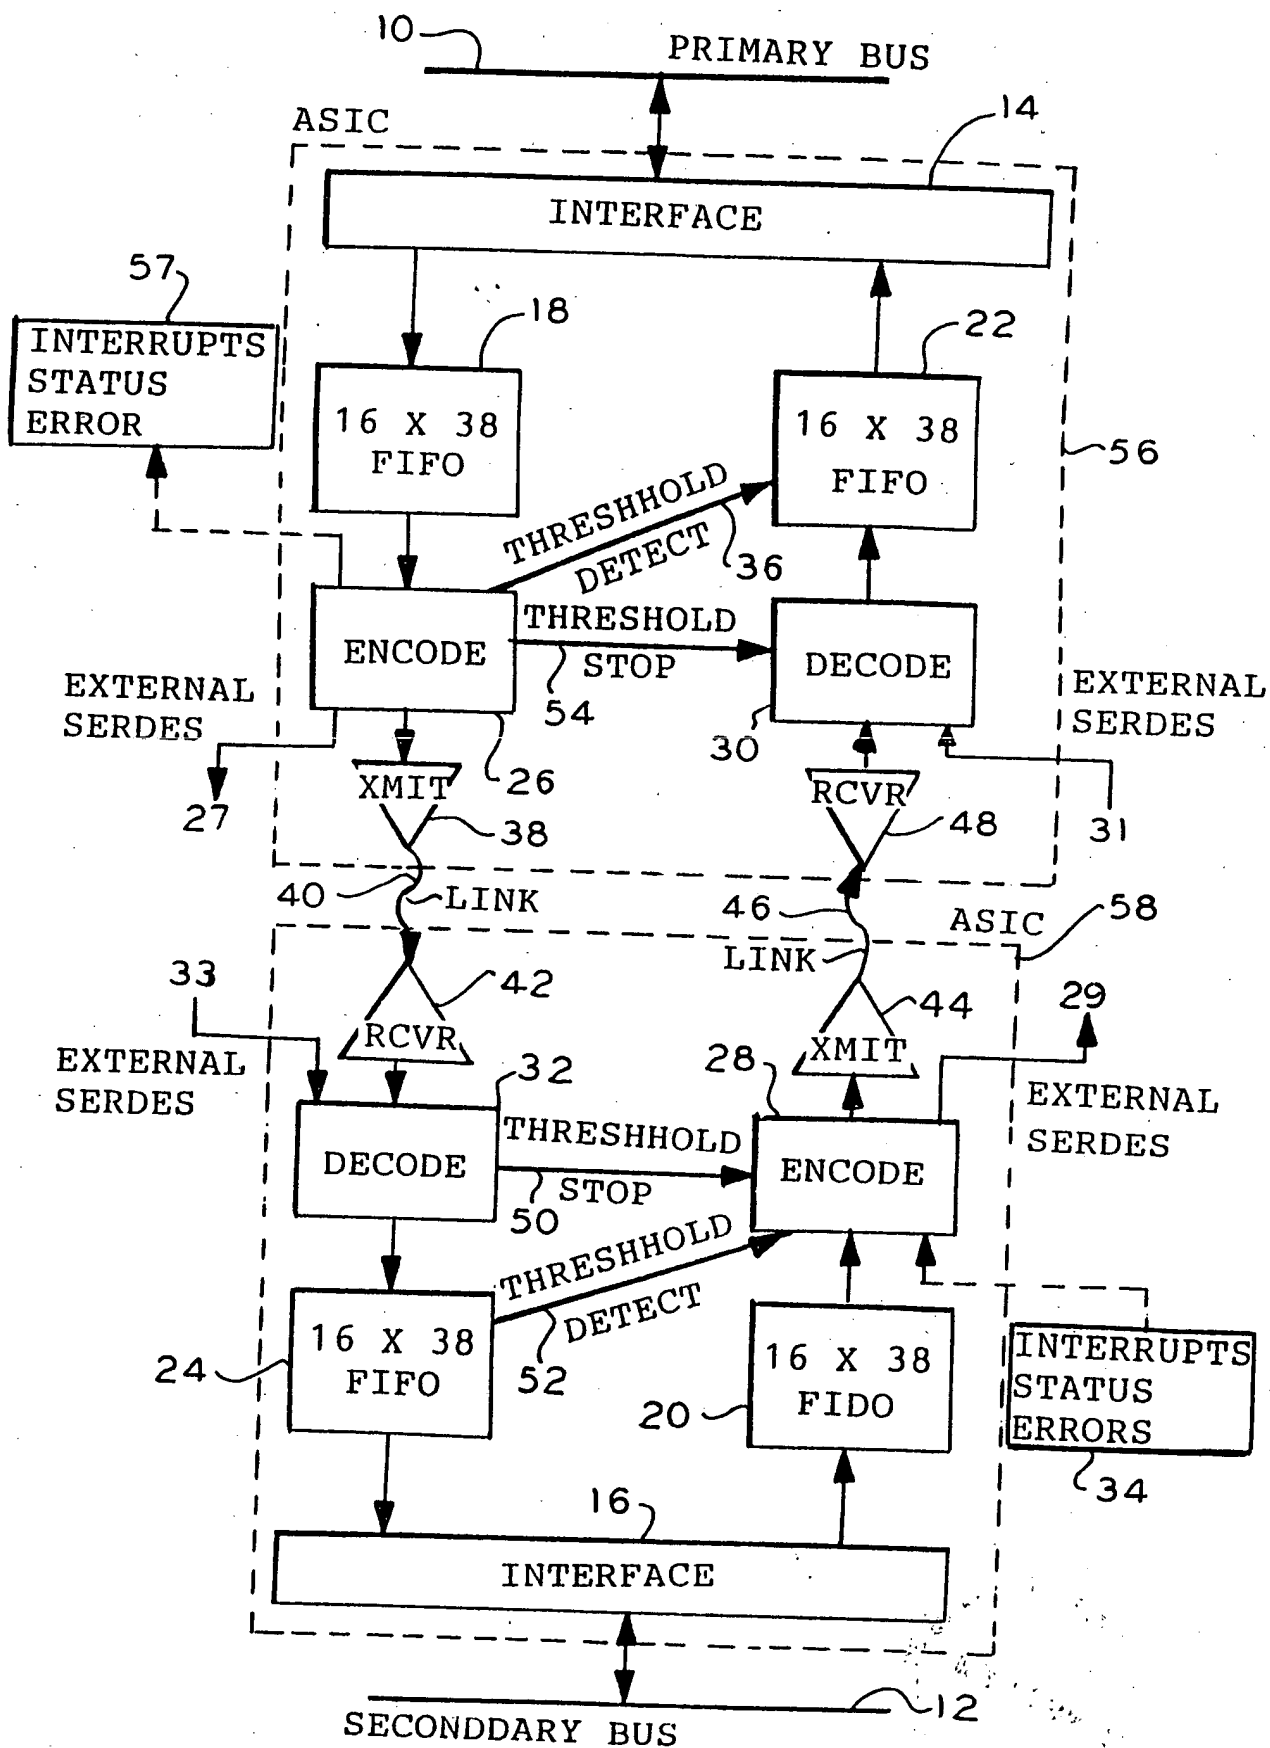 10
PRIMARY BUS
ASIC
14
INTERFACE
57
INTERRUPTS
STATUS
ERROR
18
22
16 X 38
FIFO
16 X 38
FIFO
56
THRESHHOLD
DETECT
36
ENCODE
THRESHOLD
STOP
54
DECODE
EXTERNAL
SERDES
27
26
30
EXTERNAL
SERDES
31
XMIT
38
RCVR
48
40
LINK
46
LINK
ASIC
58
33
EXTERNAL
SERDES
42
RCVR
44
XMIT
29
EXTERNAL
SERDES
32
28
DECODE
THRESHHOLD
STOP
50
ENCODE
THRESHHOLD
DETECT
52
24
16 X 38
FIFO
20
16 X 38
FIDO
INTERRUPTS
STATUS
ERRORS
34
16
INTERFACE
12
SECONDDARY BUS